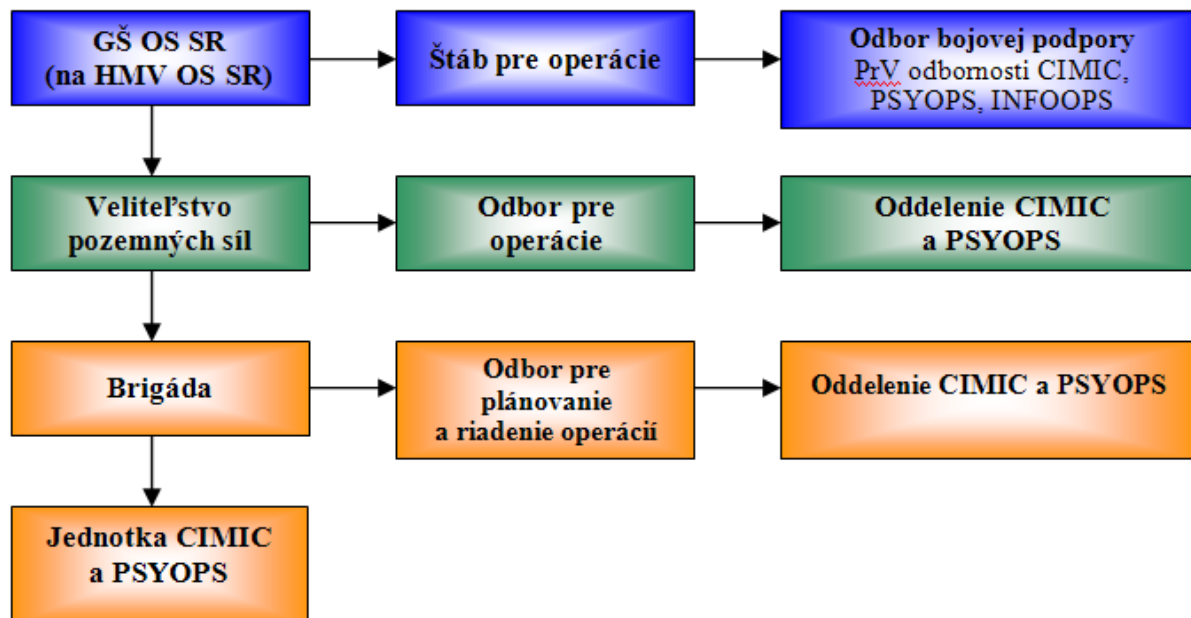 GŠ OS SR
(na HMV OS SR)
Štáb pre operácie
Odbor bojovej podpory
PrV odbornosti CIMIC,
PSYOPS, INFOOPS
Veliteľstvo
pozemných síl
Odbor pre
operácie
Oddelenie CIMIC
a PSYOPS
Brigáda
Odbor pre
plánovanie
a riadenie operácií
Oddelenie CIMIC a PSYOPS
Jednotka CIMIC
a PSYOPS